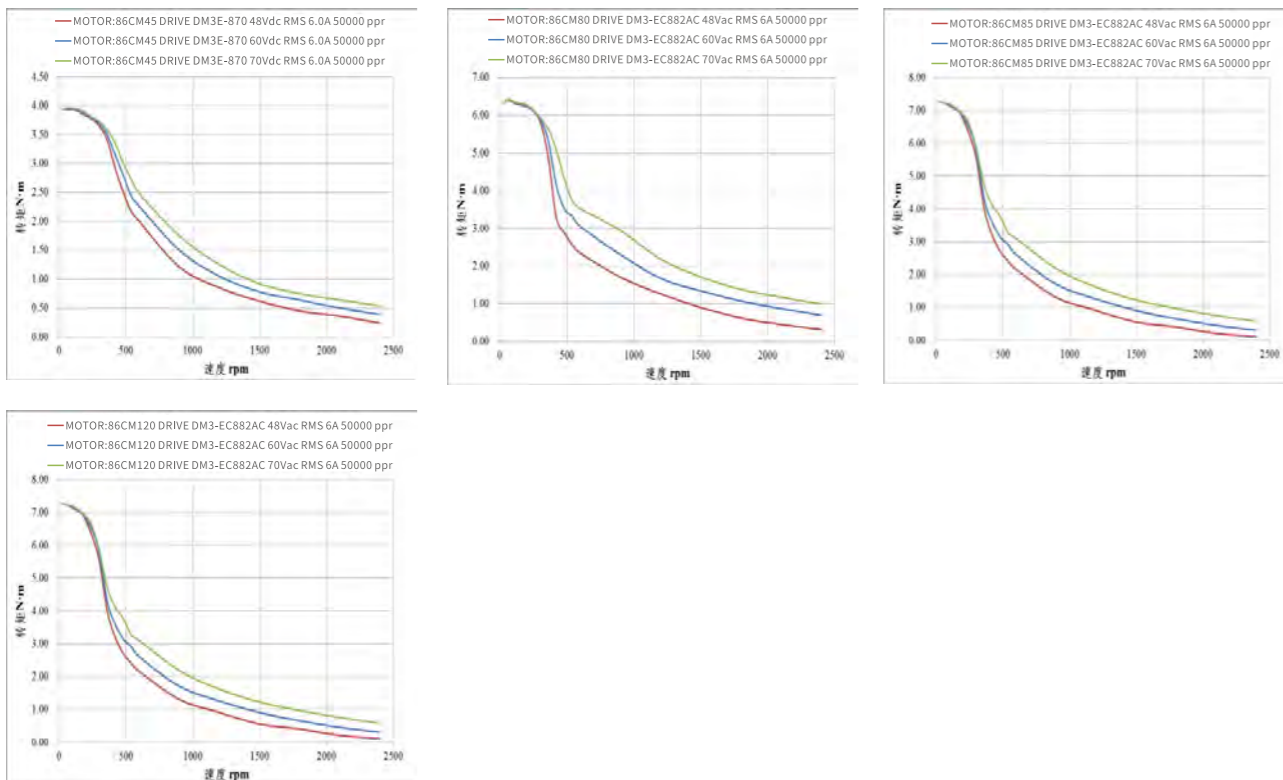 MOTOR:86CM45 DRIVE DM3E-870 48Vdc RMS 6.0A 50000 ppr
MOTOR:86CM45 DRIVE DM3E-870 60Vdc RMS 6.0A 50000 ppr
MOTOR:86CM45 DRIVE DM3E-870 70Vdc RMS 6.0A 50000 ppr
4.50
4.00
3.50
3.00
2.50
2.00
1.50
1.00
0.50
0.00
转矩N·m
0 500 1000 1500 2000 2500
速度 rpm
MOTOR:86CM80 DRIVE DM3-EC882AC 48Vac RMS 6A 50000 ppr
MOTOR:86CM80 DRIVE DM3-EC882AC 60Vac RMS 6A 50000 ppr
MOTOR:86CM80 DRIVE DM3-EC882AC 70Vac RMS 6A 50000 ppr
7.00
6.00
5.00
4.00
3.00
2.00
1.00
0.00
转矩N·m
0 500 1000 1500 2000 2500
速度 rpm
MOTOR:86CM85 DRIVE DM3-EC882AC 48Vac RMS 6A 50000 ppr
MOTOR:86CM85 DRIVE DM3-EC882AC 60Vac RMS 6A 50000 ppr
MOTOR:86CM85 DRIVE DM3-EC882AC 70Vac RMS 6A 50000 ppr
8.00
7.00
6.00
5.00
4.00
3.00
2.00
1.00
0.00
转矩N·m
0 500 1000 1500 2000 2500
速度 rpm
MOTOR:86CM120 DRIVE DM3-EC882AC 48Vac RMS 6A 50000 ppr
MOTOR:86CM120 DRIVE DM3-EC882AC 60Vac RMS 6A 50000 ppr
MOTOR:86CM120 DRIVE DM3-EC882AC 70Vac RMS 6A 50000 ppr
8.00
7.00
6.00
5.00
4.00
3.00
2.00
1.00
0.00
转矩N·m
0 500 1000 1500 2000 2500
速度 rpm